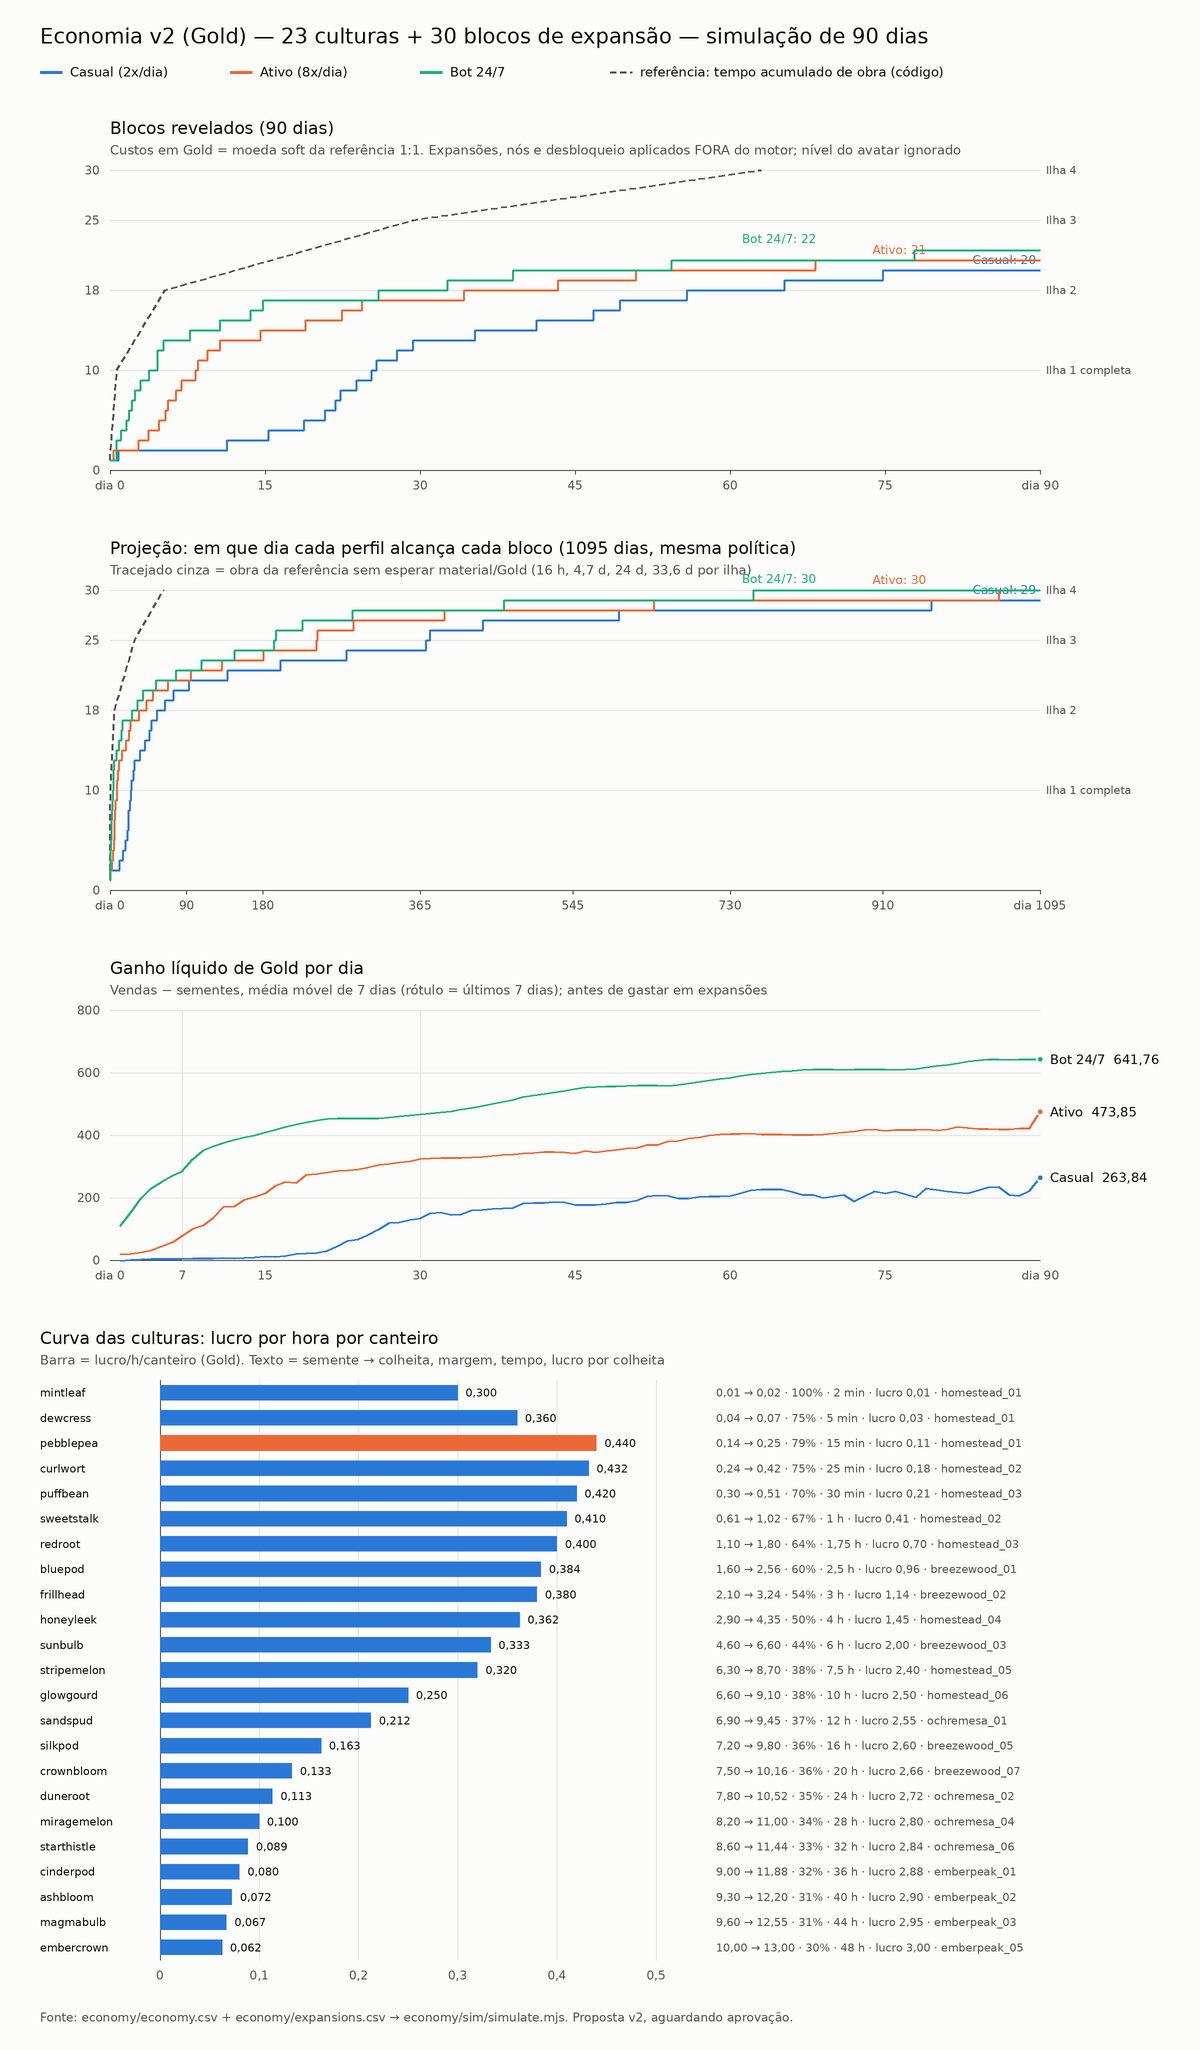 Economia v2 (Gold) — 23 culturas + 30 blocos de expansão — simulação de 90 dias
Casual (2x/dia) Ativo (8x/dia) Bot 24/7 referência: tempo acumulado de obra (código)
Blocos revelados (90 dias)
Custos em Gold = moeda soft da referência 1:1. Expansões, nós e desbloqueio aplicados FORA do motor; nível do avatar ignorado
30 Ilha 4
25 Ilha 3
Bot 24/7: 22
Ativo: 21
Casual: 20
18 Ilha 2
10 Ilha 1 completa
0
dia 0 15 30 45 60 75 dia 90
Projeção: em que dia cada perfil alcança cada bloco (1095 dias, mesma política)
Tracejado cinza = obra da referência sem esperar material/Gold (16 h, 4,7 d, 24 d, 33,6 d por ilha)
Bot 24/7: 30 Ativo: 30
Casual: 29
30 Ilha 4
25 Ilha 3
18 Ilha 2
10 Ilha 1 completa
0
dia 0 90 180 365 545 730 910 dia 1095
Ganho líquido de Gold por dia
Vendas − sementes, média móvel de 7 dias (rótulo = últimos 7 dias); antes de gastar em expansões
800
Bot 24/7 641,76
600
Ativo 473,85
400
Casual 263,84
200
0
dia 0 7 15 30 45 60 75 dia 90
Curva das culturas: lucro por hora por canteiro
Barra = lucro/h/canteiro (Gold). Texto = semente → colheita, margem, tempo, lucro por colheita
mintleaf 0,300 0,01 → 0,02 · 100% · 2 min · lucro 0,01 · homestead_01
dewcress 0,360 0,04 → 0,07 · 75% · 5 min · lucro 0,03 · homestead_01
pebblepea 0,440 0,14 → 0,25 · 79% · 15 min · lucro 0,11 · homestead_01
curlwort 0,432 0,24 → 0,42 · 75% · 25 min · lucro 0,18 · homestead_02
puffbean 0,420 0,30 → 0,51 · 70% · 30 min · lucro 0,21 · homestead_03
sweetstalk 0,410 0,61 → 1,02 · 67% · 1 h · lucro 0,41 · homestead_02
redroot 0,400 1,10 → 1,80 · 64% · 1,75 h · lucro 0,70 · homestead_03
bluepod 0,384 1,60 → 2,56 · 60% · 2,5 h · lucro 0,96 · breezewood_01
frillhead 0,380 2,10 → 3,24 · 54% · 3 h · lucro 1,14 · breezewood_02
honeyleek 0,362 2,90 → 4,35 · 50% · 4 h · lucro 1,45 · homestead_04
sunbulb 0,333 4,60 → 6,60 · 44% · 6 h · lucro 2,00 · breezewood_03
stripemelon 0,320 6,30 → 8,70 · 38% · 7,5 h · lucro 2,40 · homestead_05
glowgourd 0,250 6,60 → 9,10 · 38% · 10 h · lucro 2,50 · homestead_06
sandspud 0,212 6,90 → 9,45 · 37% · 12 h · lucro 2,55 · ochremesa_01
silkpod 0,163 7,20 → 9,80 · 36% · 16 h · lucro 2,60 · breezewood_05
crownbloom 0,133 7,50 → 10,16 · 36% · 20 h · lucro 2,66 · breezewood_07
duneroot 0,113 7,80 → 10,52 · 35% · 24 h · lucro 2,72 · ochremesa_02
miragemelon 0,100 8,20 → 11,00 · 34% · 28 h · lucro 2,80 · ochremesa_04
starthistle 0,089 8,60 → 11,44 · 33% · 32 h · lucro 2,84 · ochremesa_06
cinderpod 0,080 9,00 → 11,88 · 32% · 36 h · lucro 2,88 · emberpeak_01
ashbloom 0,072 9,30 → 12,20 · 31% · 40 h · lucro 2,90 · emberpeak_02
magmabulb 0,067 9,60 → 12,55 · 31% · 44 h · lucro 2,95 · emberpeak_03
embercrown 0,062 10,00 → 13,00 · 30% · 48 h · lucro 3,00 · emberpeak_05
0 0,1 0,2 0,3 0,4 0,5
Fonte: economy/economy.csv + economy/expansions.csv → economy/sim/simulate.mjs. Proposta v2, aguardando aprovação.